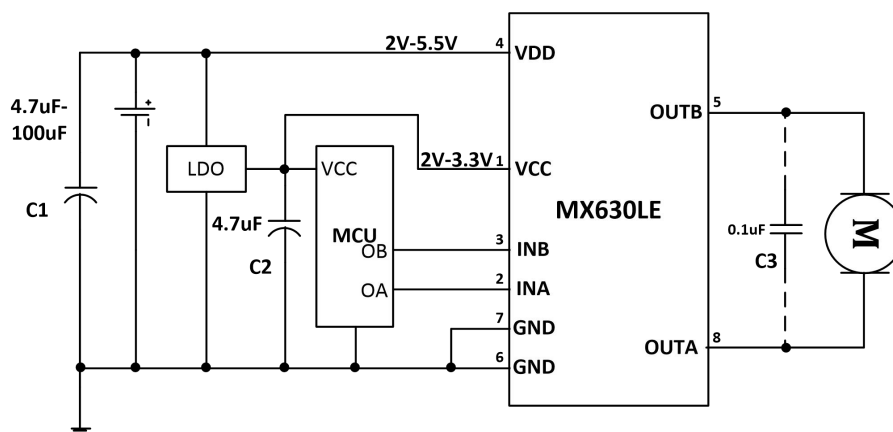 2V-5.5V
4
VDD
4.7uF-
100uF
+
C1
LDO
VCC
2V-3.3V
1
VCC
OUTB
5
MX630LE
4.7uF
C2
MCU
OB
3
INB
OA
2
INA
7
GND
6
GND
0.1uF
C3
M
OUTA
8